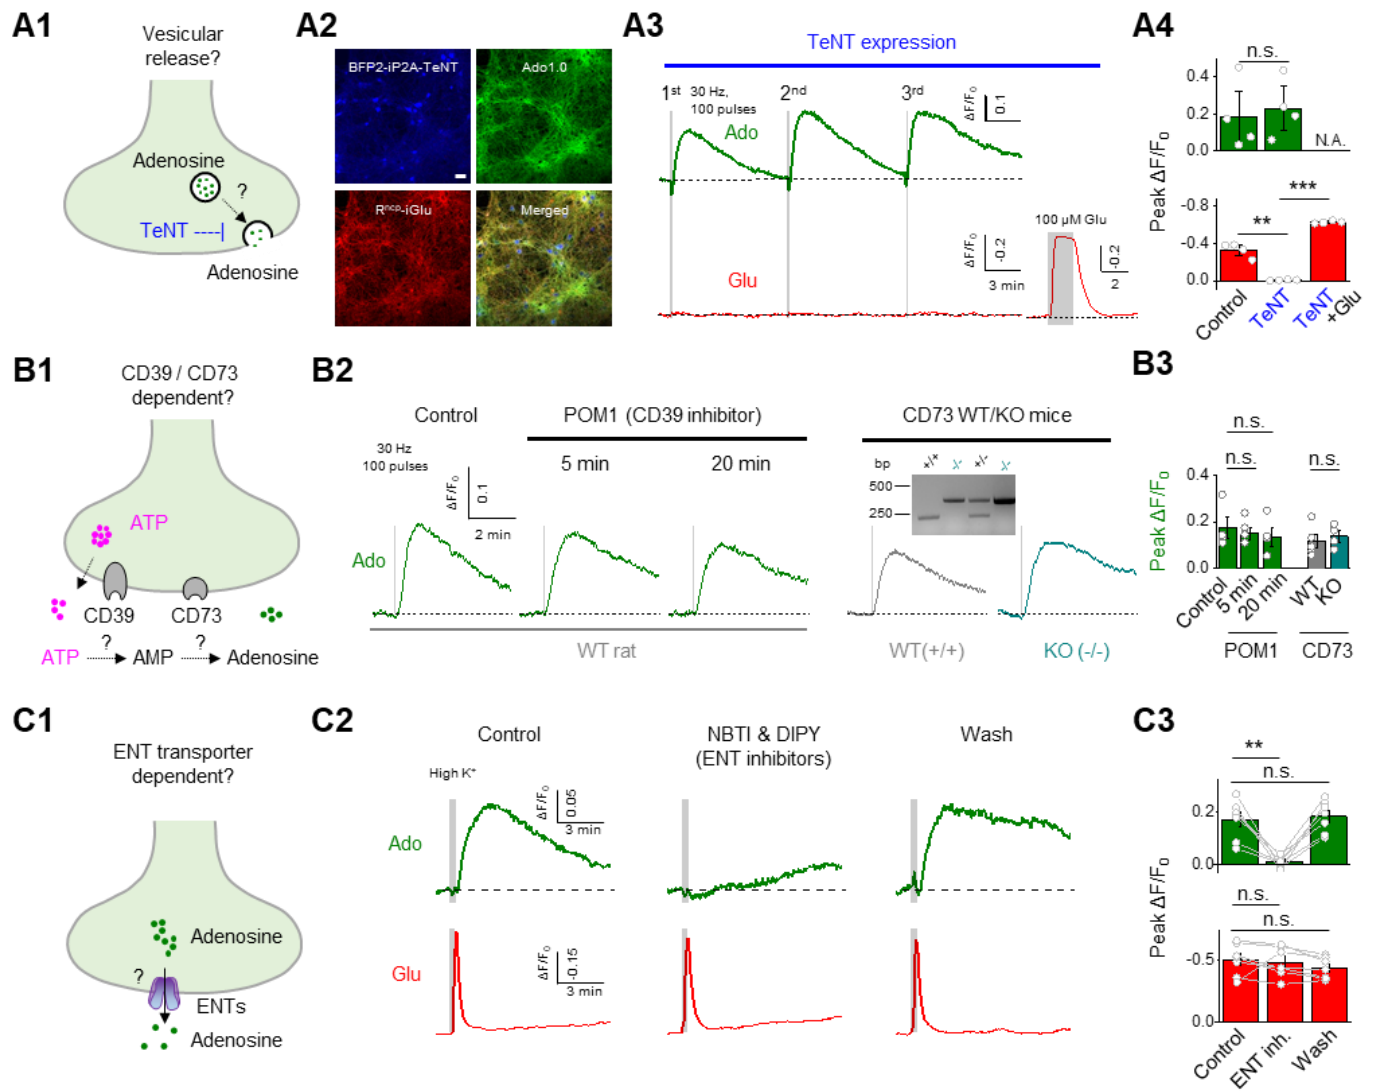 A1
Vesicular
release?
Adenosine
?
TeNT ----|
Adenosine
A2
BFP2-iP2A-TeNT
Ado1.0
Rⁿᶜᵖ-iGlu
Merged
A3
TeNT expression
1st 30 Hz, 2nd 3rd
100 pulses
Ado
ΔF/F₀
0.1
Glu
ΔF/F₀
-0.2
3 min
100 µM Glu
-0.2
2
A4
n.s.
0.4
0.2
0.0
N.A.
Peak ΔF/F₀
***
**
-0.8
-0.4
0.0
Control
TeNT
TeNT
+Glu
B1
CD39 / CD73
dependent?
ATP
CD39
CD73
? ?
ATP AMP Adenosine
B2
Control
POM1 (CD39 inhibitor)
CD73 WT/KO mice
30 Hz
100 pulses
ΔF/F₀
0.1
2 min
5 min
20 min
bp
+/+ -/- +/- -/-
500
250
Ado
WT rat
WT(+/+)
KO (-/-)
B3
n.s.
n.s.
n.s.
0.4
0.2
0.0
Peak ΔF/F₀
Control
5 min
20 min
WT
KO
POM1
CD73
C1
ENT transporter
dependent?
Adenosine
?
ENTs
Adenosine
C2
Control
NBTI & DIPY
(ENT inhibitors)
Wash
High K⁺
ΔF/F₀
0.05
3 min
Ado
Glu
ΔF/F₀
-0.15
3 min
C3
**
n.s.
0.2
0.0
Peak ΔF/F₀
n.s.
n.s.
-0.5
0.0
Control
ENT inh.
Wash